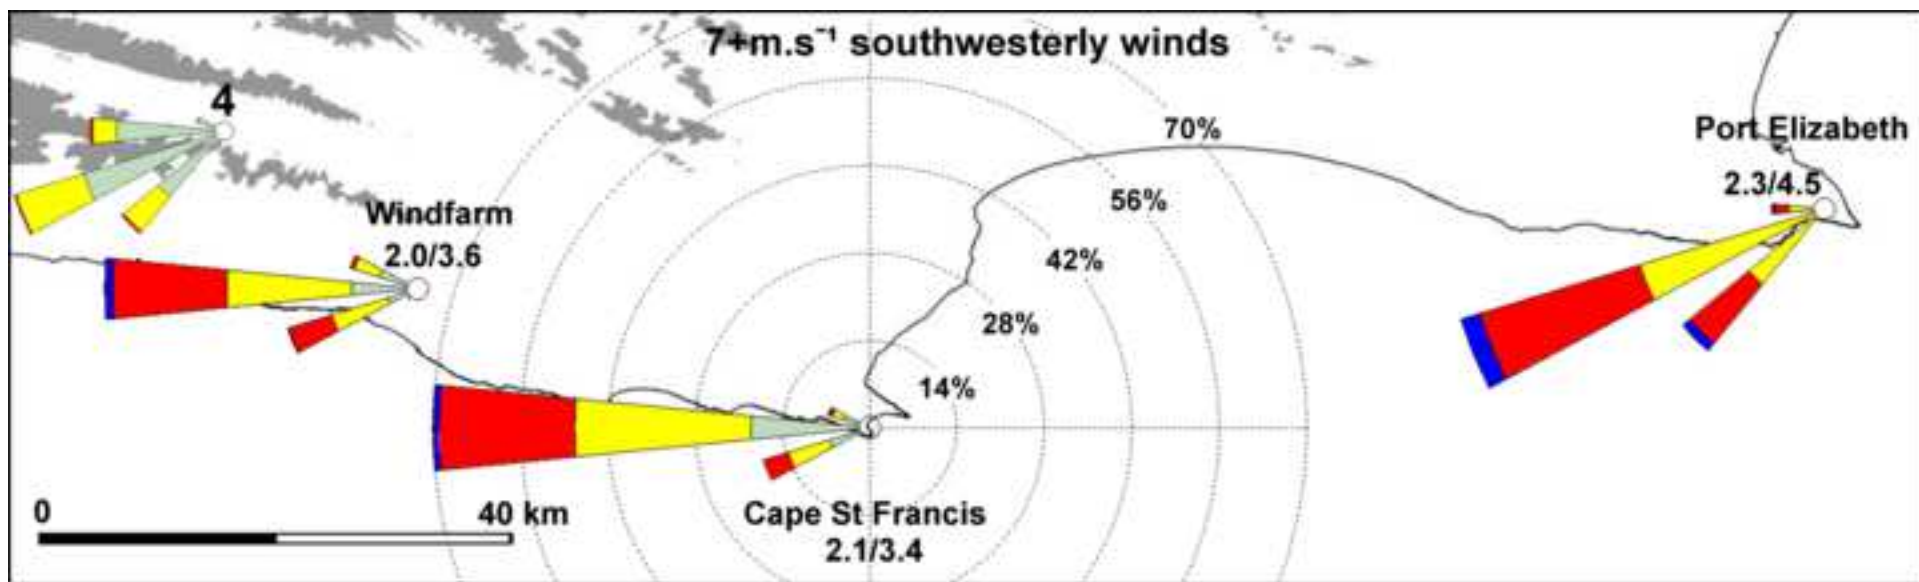 7+m.s⁻¹ southwesterly winds
4
70%
Port Elizabeth
2.3/4.5
56%
Windfarm
2.0/3.6
42%
28%
14%
0 40 km
Cape St Francis
2.1/3.4